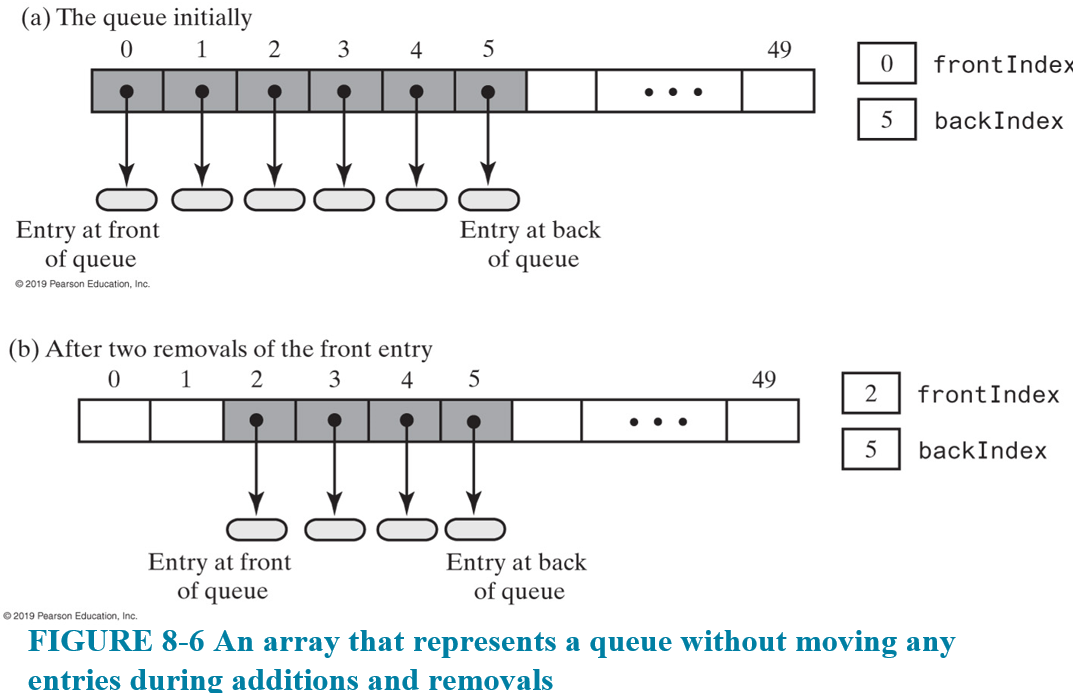 (a) The queue initially
0 1 2 3 4 5 49
0 frontIndex
5 backIndex
Entry at front
of queue
Entry at back
of queue
© 2019 Pearson Education, Inc.
(b) After two removals of the front entry
0 1 2 3 4 5 49
2 frontIndex
5 backIndex
Entry at front
of queue
Entry at back
of queue
© 2019 Pearson Education, Inc.
FIGURE 8-6 An array that represents a queue without moving any
entries during additions and removals